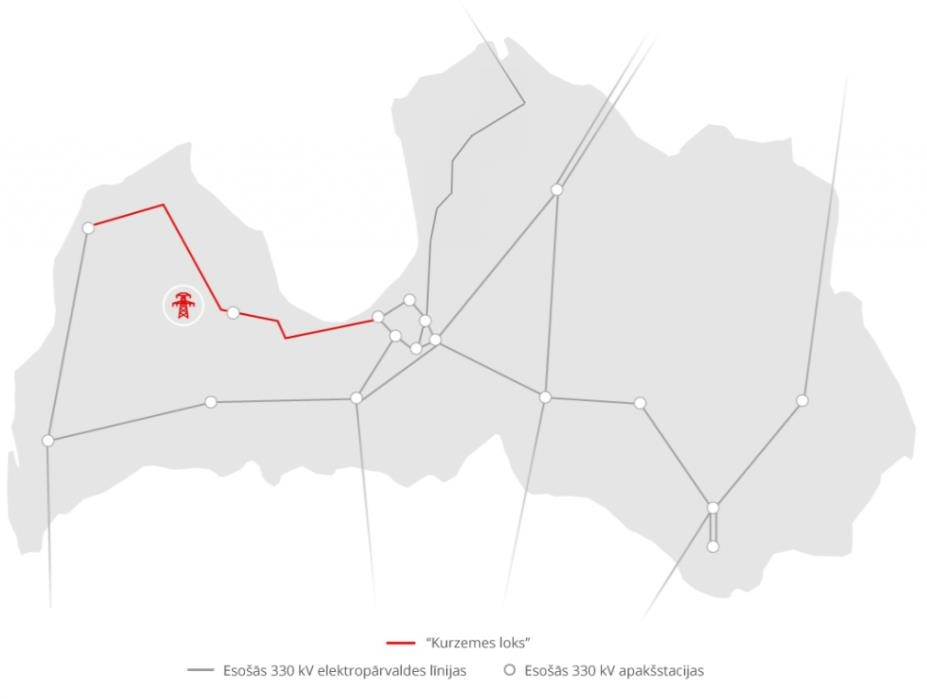 “Kurzemes loks”
Esošās 330 kV elektropārvaldes līnijas
Esošās 330 kV apakšstacijas